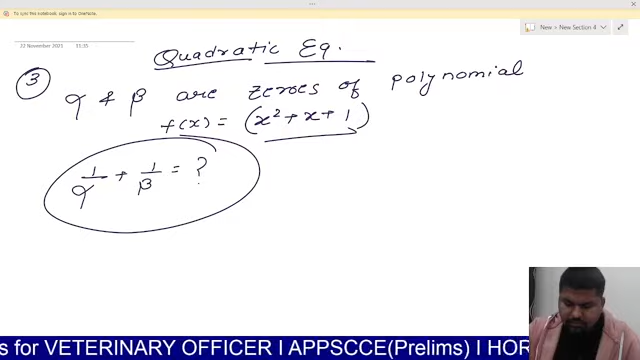 To sync this notebook, sign in to OneNote.
New > New Section 4
22 November 2021 11:35
Quadratic Eq.
③ α & β are zeroes of polynomial
f(x) = (x² + x + 1)
1/α + 1/β = ?
s for VETERINARY OFFICER I APPSCCE(Prelims) I HOR